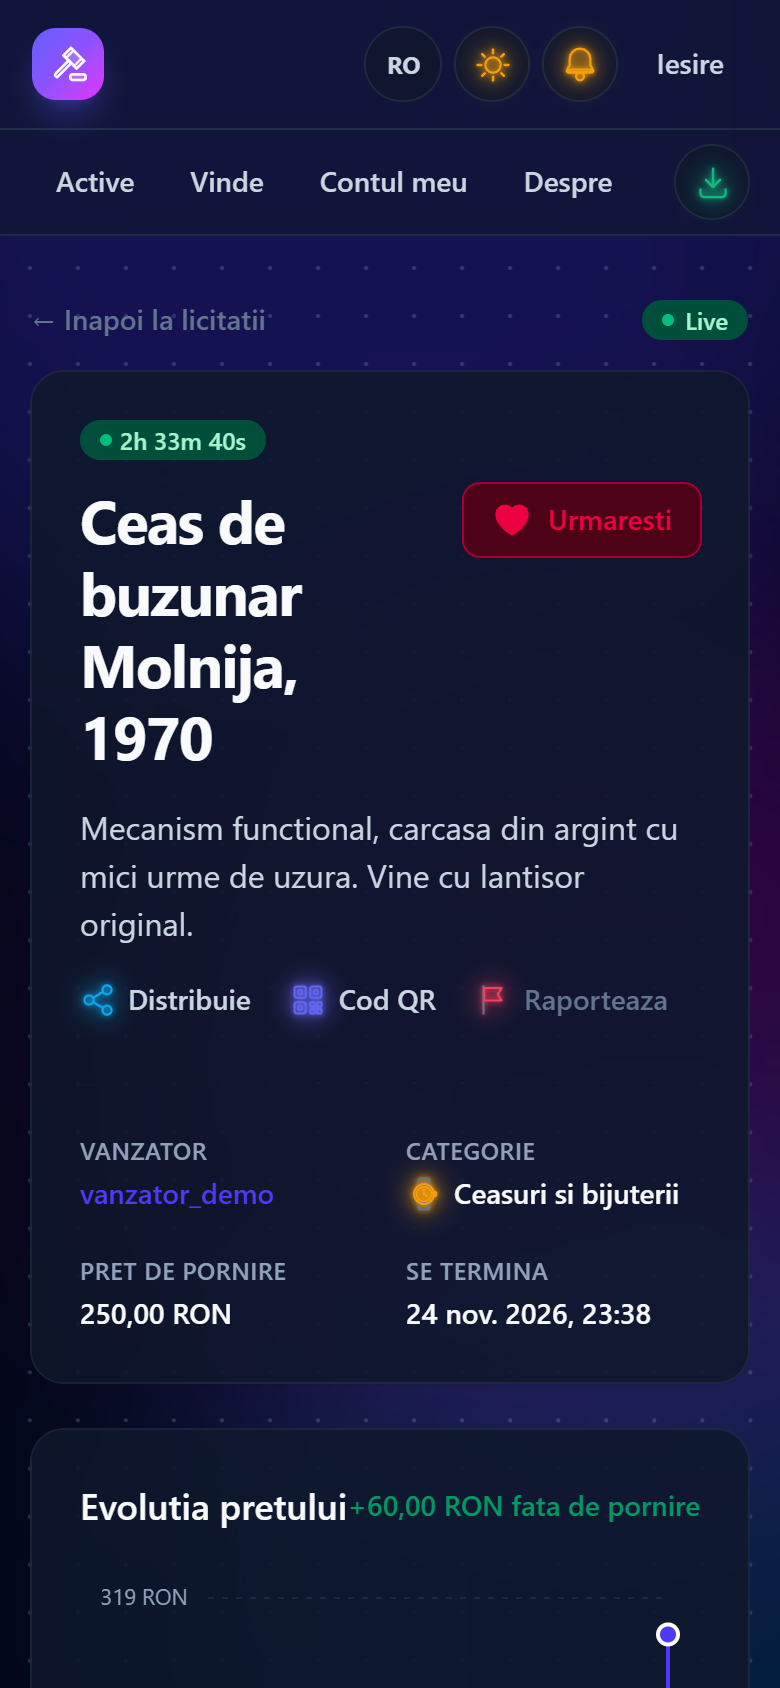 RO
Iesire
Active
Vinde
Contul meu
Despre
← Inapoi la licitatii
Live
2h 33m 40s
Ceas de
buzunar
Molnija,
1970
Urmaresti
Mecanism functional, carcasa din argint cu
mici urme de uzura. Vine cu lantisor
original.
Distribuie
Cod QR
Raporteaza
VANZATOR
vanzator_demo
CATEGORIE
Ceasuri si bijuterii
PRET DE PORNIRE
250,00 RON
SE TERMINA
24 nov. 2026, 23:38
Evolutia pretului
+60,00 RON fata de pornire
319 RON